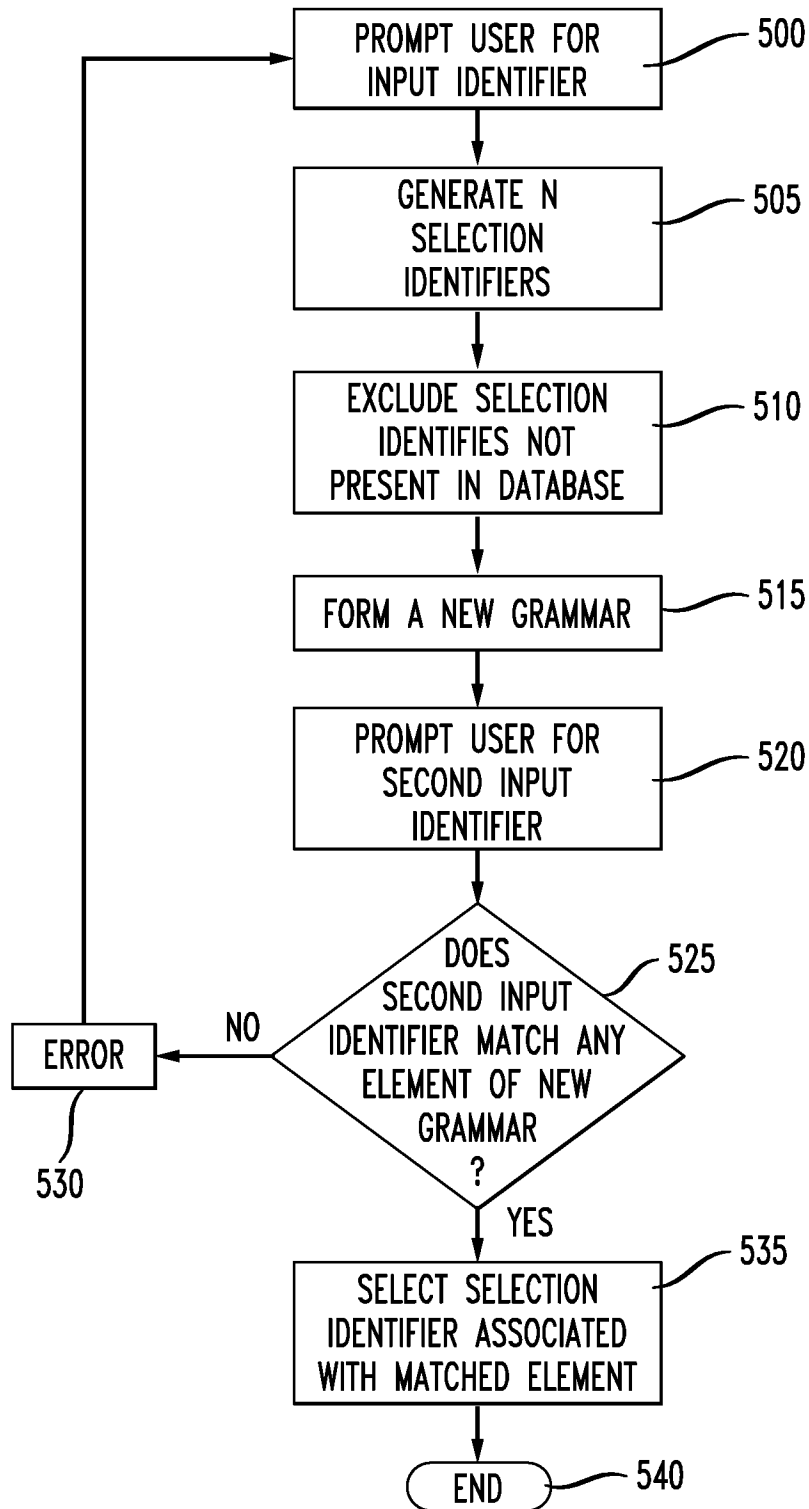 PROMPT USER FOR
INPUT IDENTIFIER
500
GENERATE N
SELECTION
IDENTIFIERS
505
EXCLUDE SELECTION
IDENTIFIES NOT
PRESENT IN DATABASE
510
FORM A NEW GRAMMAR
515
PROMPT USER FOR
SECOND INPUT
IDENTIFIER
520
DOES
SECOND INPUT
IDENTIFIER MATCH ANY
ELEMENT OF NEW
GRAMMAR
?
525
NO
ERROR
530
YES
SELECT SELECTION
IDENTIFIER ASSOCIATED
WITH MATCHED ELEMENT
535
END
540